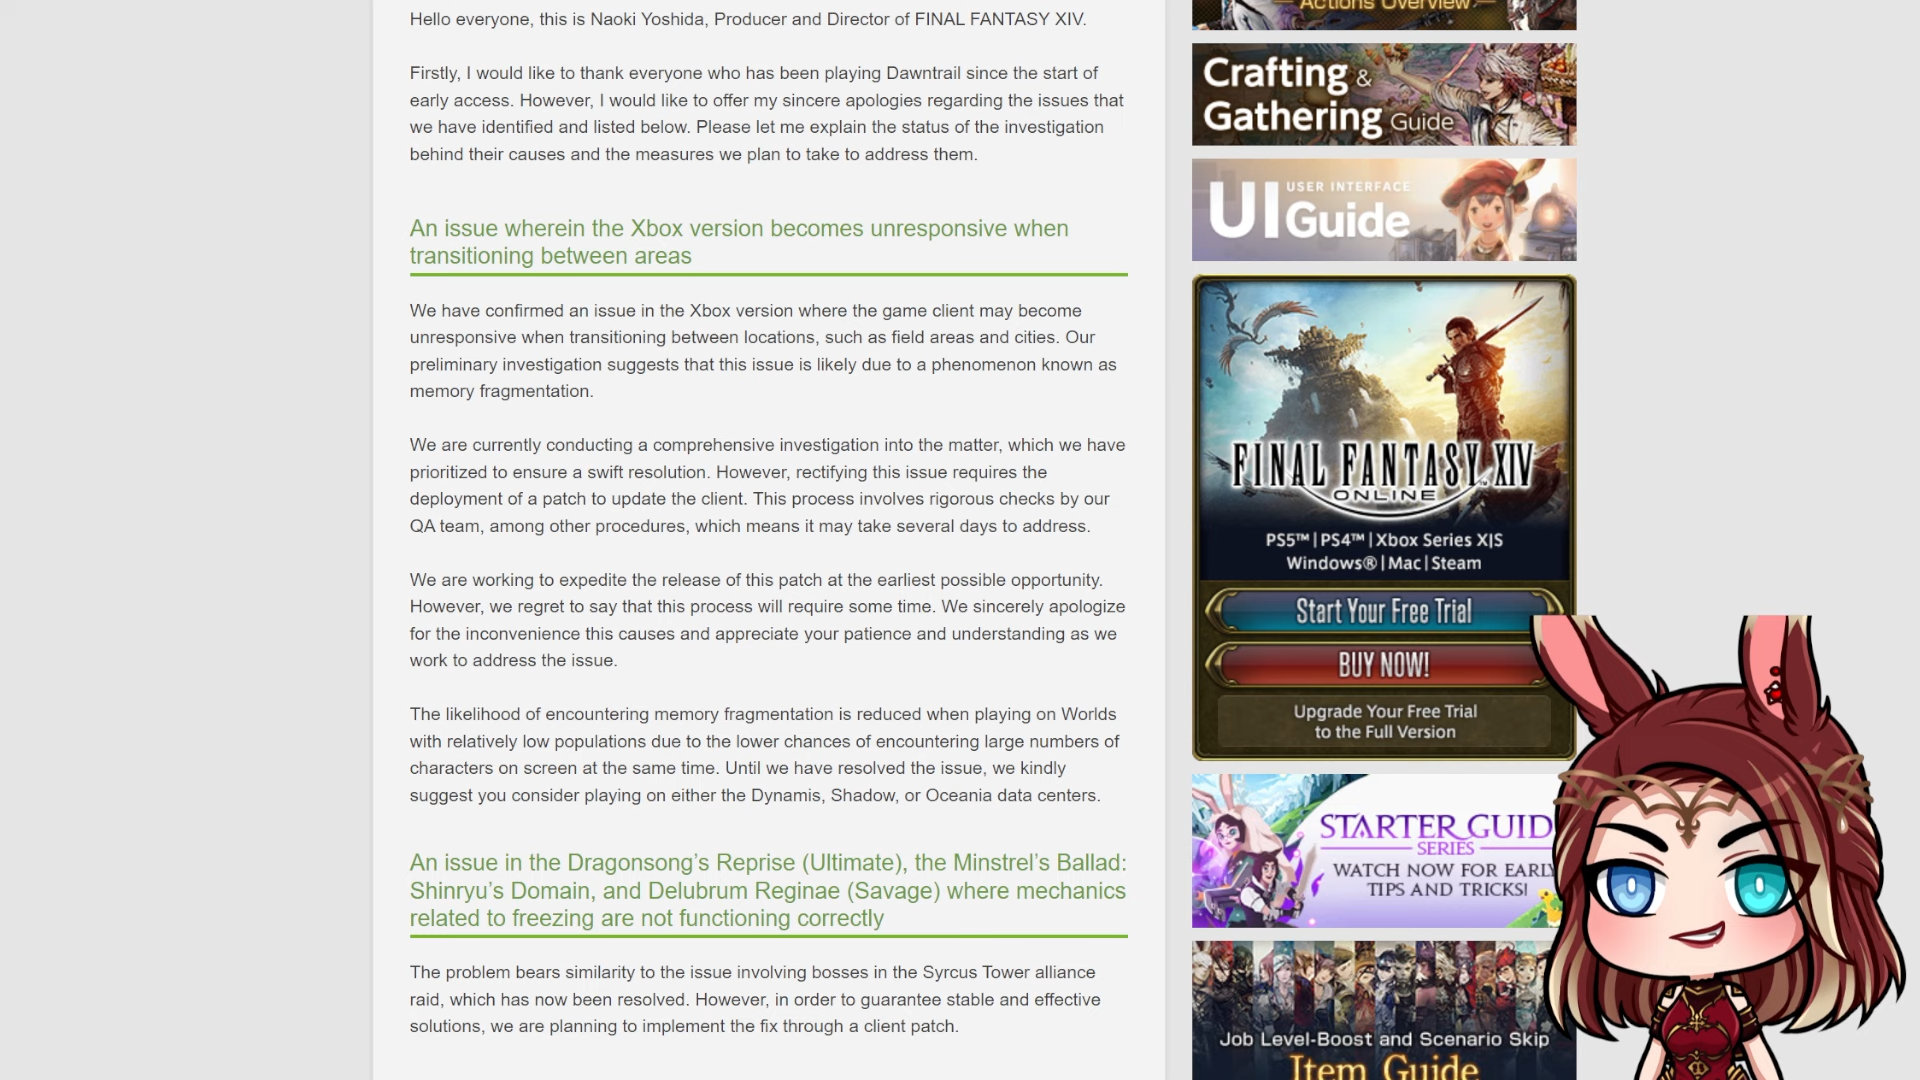 Hello everyone, this is Naoki Yoshida, Producer and Director of FINAL FANTASY XIV.
Firstly, I would like to thank everyone who has been playing Dawntrail since the start of
early access. However, I would like to offer my sincere apologies regarding the issues that
we have identified and listed below. Please let me explain the status of the investigation
behind their causes and the measures we plan to take to address them.
An issue wherein the Xbox version becomes unresponsive when
transitioning between areas
We have confirmed an issue in the Xbox version where the game client may become
unresponsive when transitioning between locations, such as field areas and cities. Our
preliminary investigation suggests that this issue is likely due to a phenomenon known as
memory fragmentation.
We are currently conducting a comprehensive investigation into the matter, which we have
prioritized to ensure a swift resolution. However, rectifying this issue requires the
deployment of a patch to update the client. This process involves rigorous checks by our
QA team, among other procedures, which means it may take several days to address.
We are working to expedite the release of this patch at the earliest possible opportunity.
However, we regret to say that this process will require some time. We sincerely apologize
for the inconvenience this causes and appreciate your patience and understanding as we
work to address the issue.
The likelihood of encountering memory fragmentation is reduced when playing on Worlds
with relatively low populations due to the lower chances of encountering large numbers of
characters on screen at the same time. Until we have resolved the issue, we kindly
suggest you consider playing on either the Dynamis, Shadow, or Oceania data centers.
An issue in the Dragonsong’s Reprise (Ultimate), the Minstrel’s Ballad:
Shinryu’s Domain, and Delubrum Reginae (Savage) where mechanics
related to freezing are not functioning correctly
The problem bears similarity to the issue involving bosses in the Syrcus Tower alliance
raid, which has now been resolved. However, in order to guarantee stable and effective
solutions, we are planning to implement the fix through a client patch.
Actions Overview
Crafting &
Gathering Guide
UI USER INTERFACE
Guide
FINAL FANTASY XIV
ONLINE
PS5™ | PS4™ | Xbox Series X|S
Windows® | Mac | Steam
Start Your Free Trial
BUY NOW!
Upgrade Your Free Trial
to the Full Version
STARTER GUID
SERIES
WATCH NOW FOR EARLY
TIPS AND TRICKS!
Job Level-Boost and Scenario Skip
Item Guide